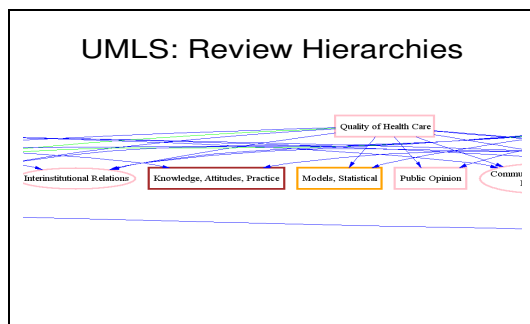 UMLS: Review Hierarchies
Quality of Health Care
Interinstitutional Relations
Knowledge, Attitudes, Practice
Models, Statistical
Public Opinion